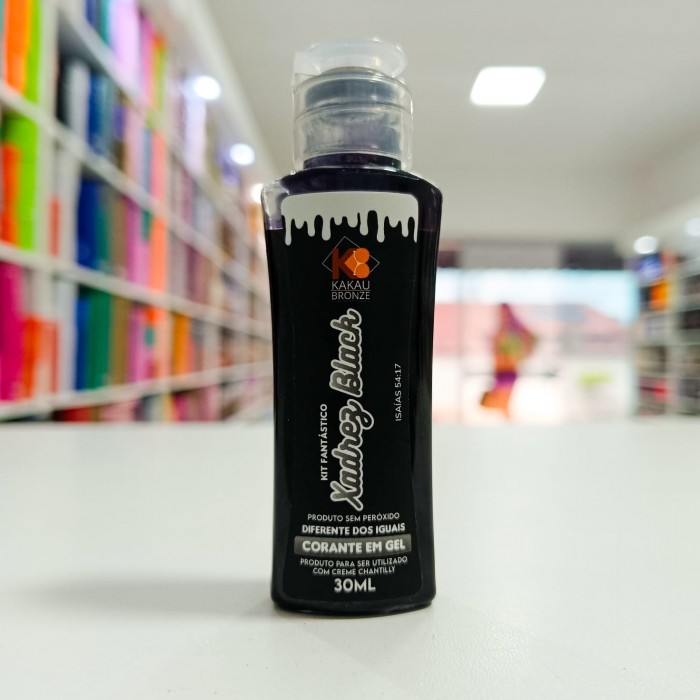 KB
KAKAU
BRONZE
KIT FANTÁSTICO
Xadrez Black
ISAÍAS 54:17
PRODUTO SEM PERÓXIDO
DIFERENTE DOS IGUAIS
CORANTE EM GEL
PRODUTO PARA SER UTILIZADO
COM CREME CHANTILLY
30ML